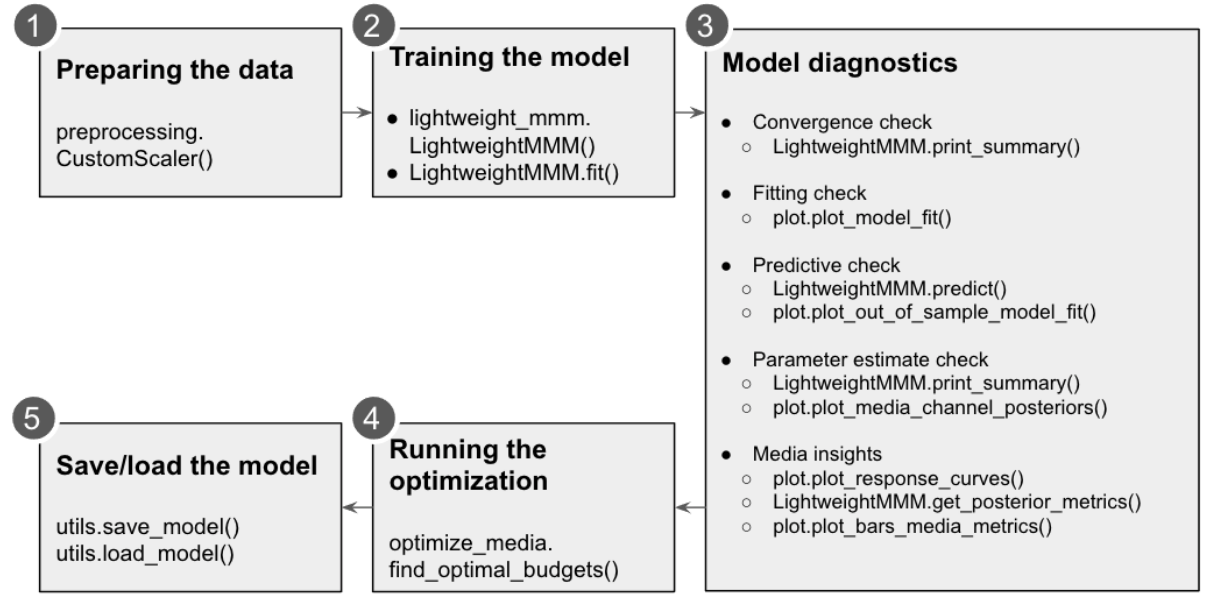 1
Preparing the data
preprocessing.
CustomScaler()
2
Training the model
● lightweight_mmm.
LightweightMMM()
● LightweightMMM.fit()
3
Model diagnostics
● Convergence check
○ LightweightMMM.print_summary()
● Fitting check
○ plot.plot_model_fit()
● Predictive check
○ LightweightMMM.predict()
○ plot.plot_out_of_sample_model_fit()
● Parameter estimate check
○ LightweightMMM.print_summary()
○ plot.plot_media_channel_posteriors()
● Media insights
○ plot.plot_response_curves()
○ LightweightMMM.get_posterior_metrics()
○ plot.plot_bars_media_metrics()
4
Running the
optimization
optimize_media.
find_optimal_budgets()
5
Save/load the model
utils.save_model()
utils.load_model()